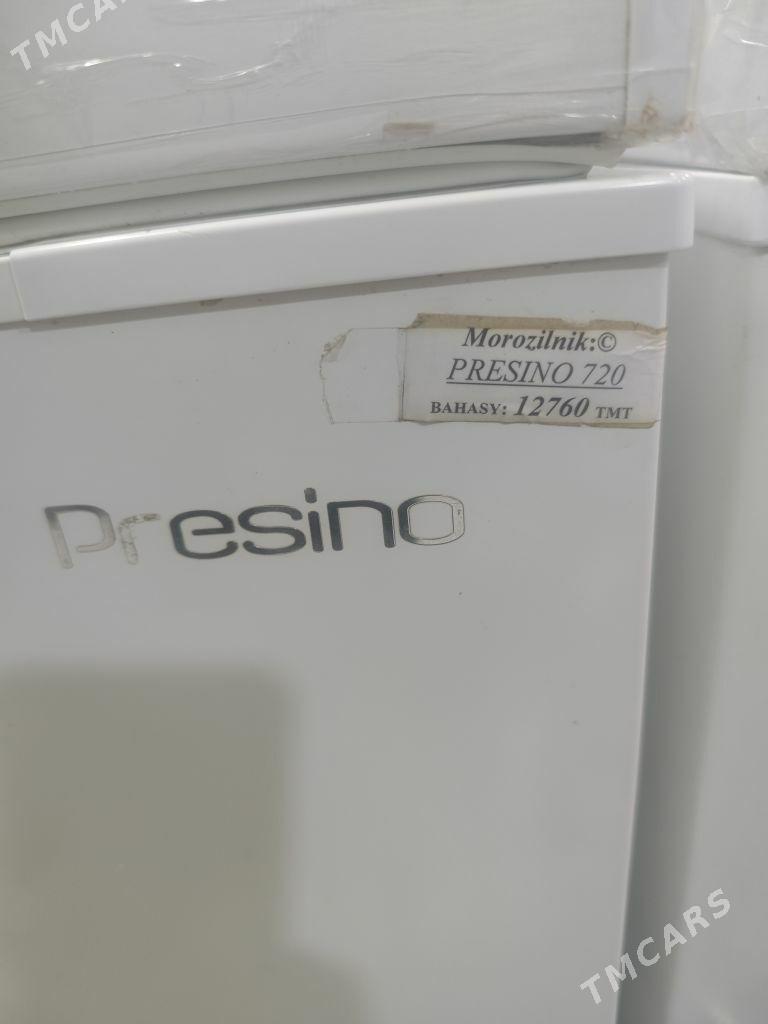 TMCARS
Morozilnik:©
PRESINO 720
BAHASY: 12760 TMT
Presino
TMCARS